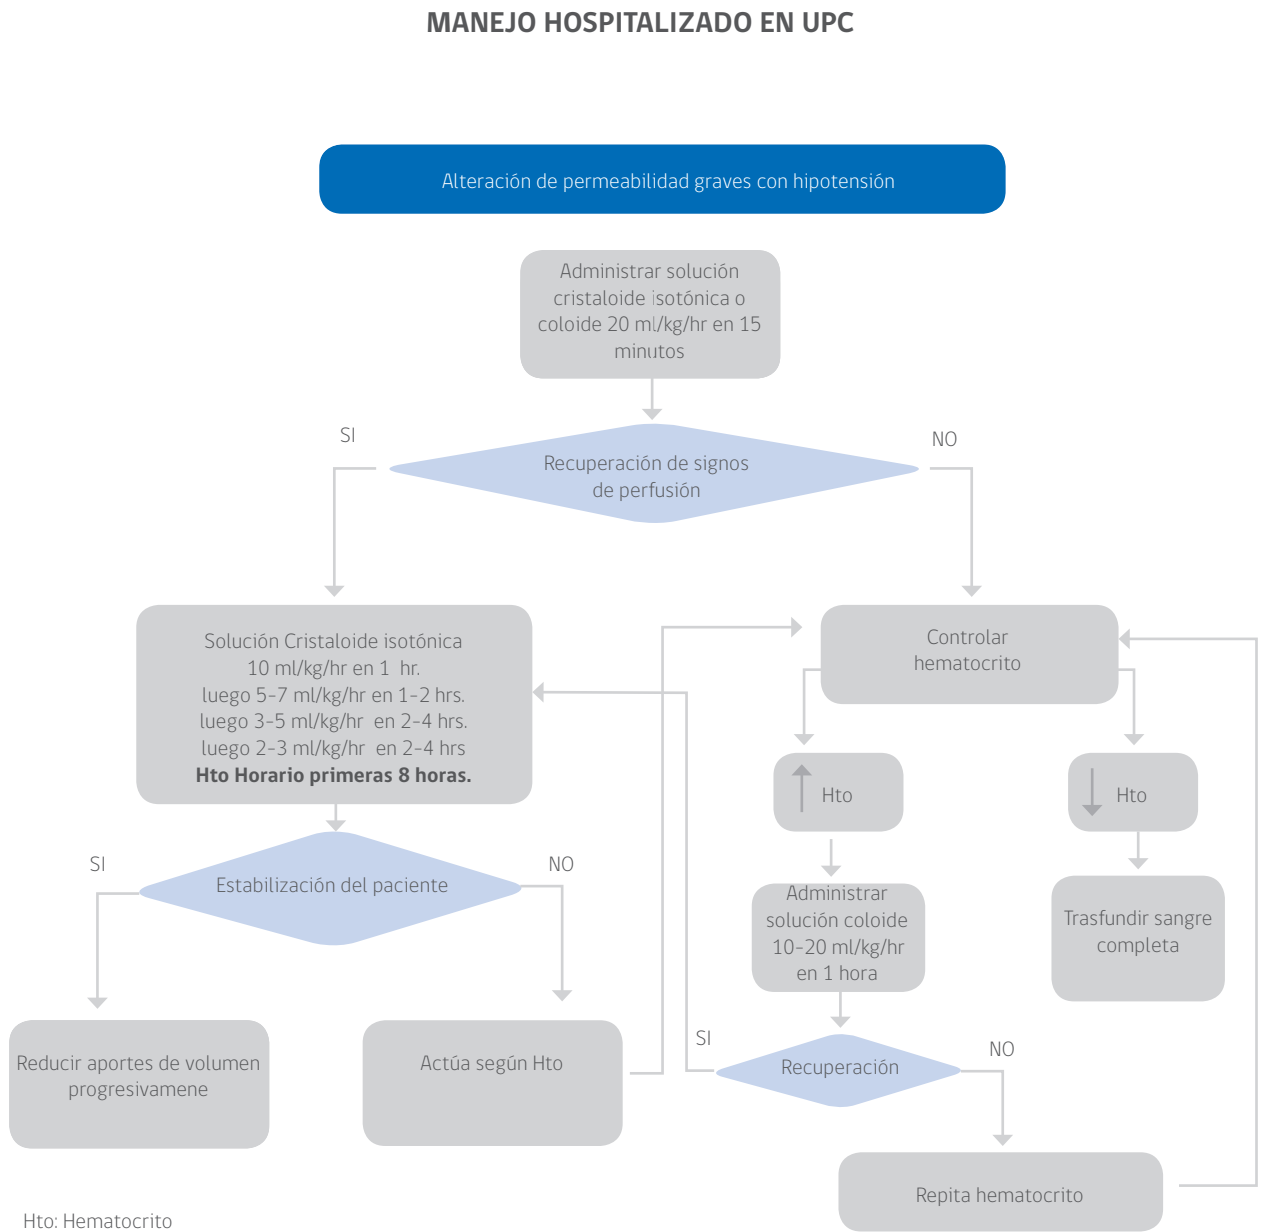 MANEJO HOSPITALIZADO EN UPC
Alteración de permeabilidad graves con hipotensión
Administrar solución
cristaloide isotónica o
coloide 20 ml/kg/hr en 15
minutos
SI
NO
Recuperación de signos
de perfusión
Solución Cristaloide isotónica
10 ml/kg/hr en 1 hr.
luego 5-7 ml/kg/hr en 1-2 hrs.
luego 3-5 ml/kg/hr en 2-4 hrs.
luego 2-3 ml/kg/hr en 2-4 hrs
Hto Horario primeras 8 horas.
Controlar
hematocrito
Hto
Hto
SI
NO
Estabilización del paciente
Administrar
solución coloide
10-20 ml/kg/hr
en 1 hora
Trasfundir sangre
completa
Reducir aportes de volumen
progresivamene
Actúa según Hto
SI
NO
Recuperación
Repita hematocrito
Hto: Hematocrito